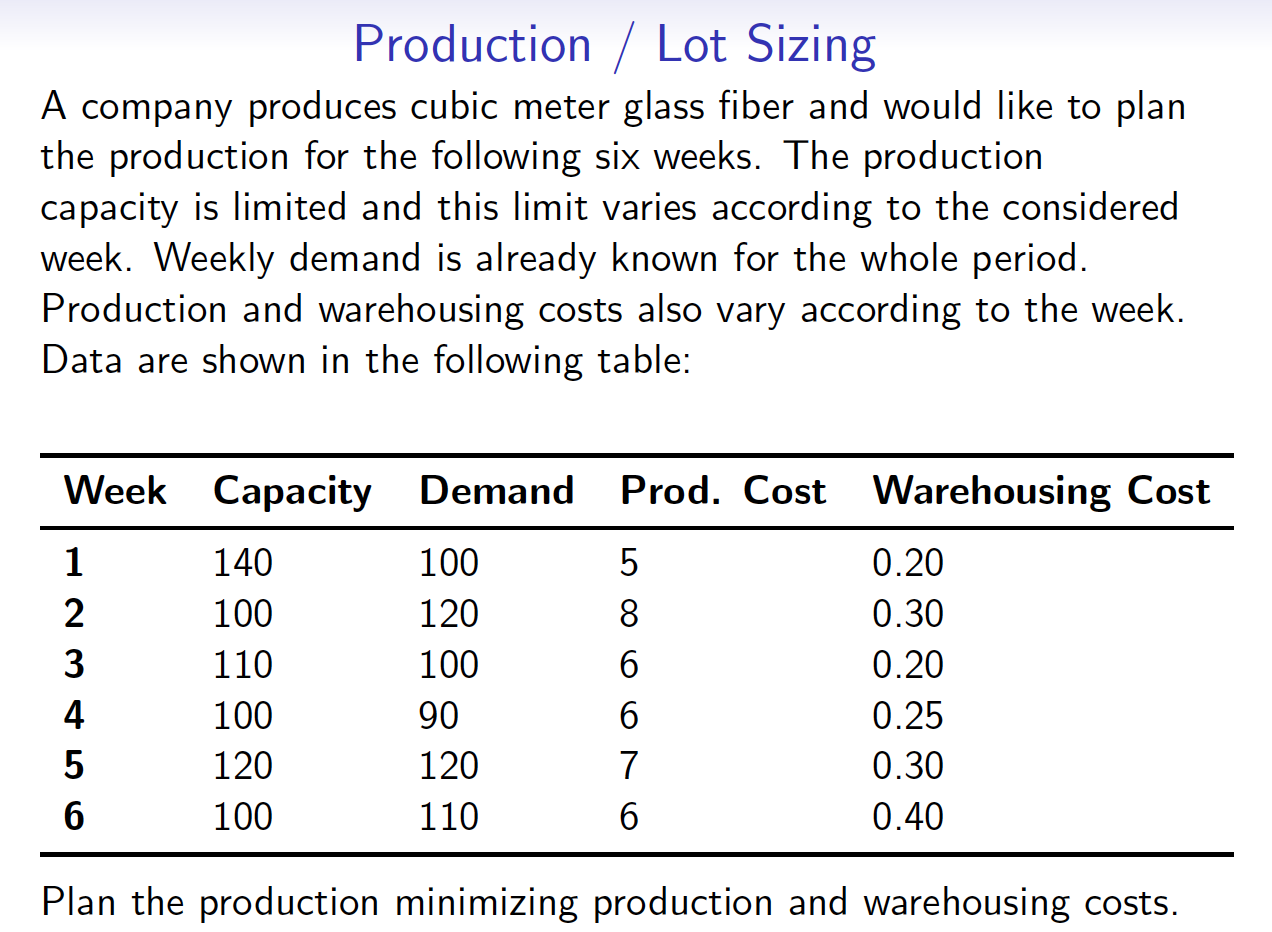 Production / Lot Sizing
A company produces cubic meter glass fiber and would like to plan
the production for the following six weeks. The production
capacity is limited and this limit varies according to the considered
week. Weekly demand is already known for the whole period.
Production and warehousing costs also vary according to the week.
Data are shown in the following table:
Week Capacity Demand Prod. Cost Warehousing Cost
1 140 100 5 0.20
2 100 120 8 0.30
3 110 100 6 0.20
4 100 90 6 0.25
5 120 120 7 0.30
6 100 110 6 0.40
Plan the production minimizing production and warehousing costs.